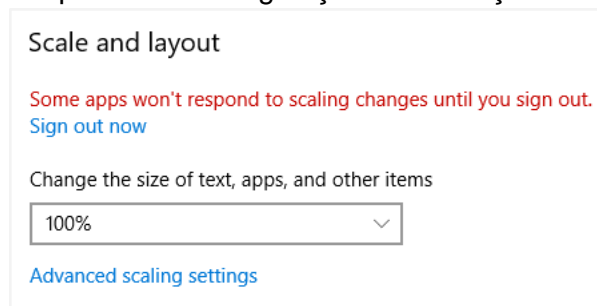 Scale and layout
Some apps won't respond to scaling changes until you sign out.
Sign out now
Change the size of text, apps, and other items
100%
Advanced scaling settings